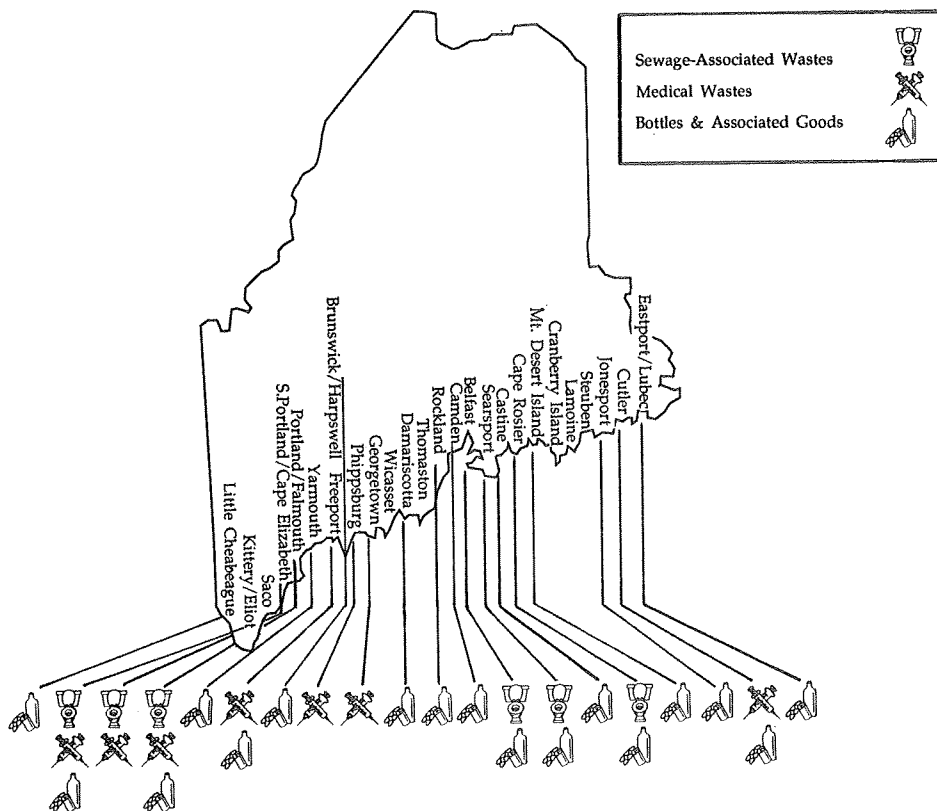 Sewage-Associated Wastes
Medical Wastes
Bottles & Associated Goods
Little Cheabeague
Kittery/Eliot
Saco
S.Portland/Cape Elizabeth
Portland/Falmouth
Yarmouth
Brunswick/Harpswell Freeport
Phippsburg
Georgetown
Wicasset
Damariscotta
Thomaston
Rockland
Camden
Belfast
Searsport
Castine
Cape Rosier
Mt. Desert Island
Cranberry Island
Lamoine
Steuben
Jonesport
Cutler
Eastport/Lubec